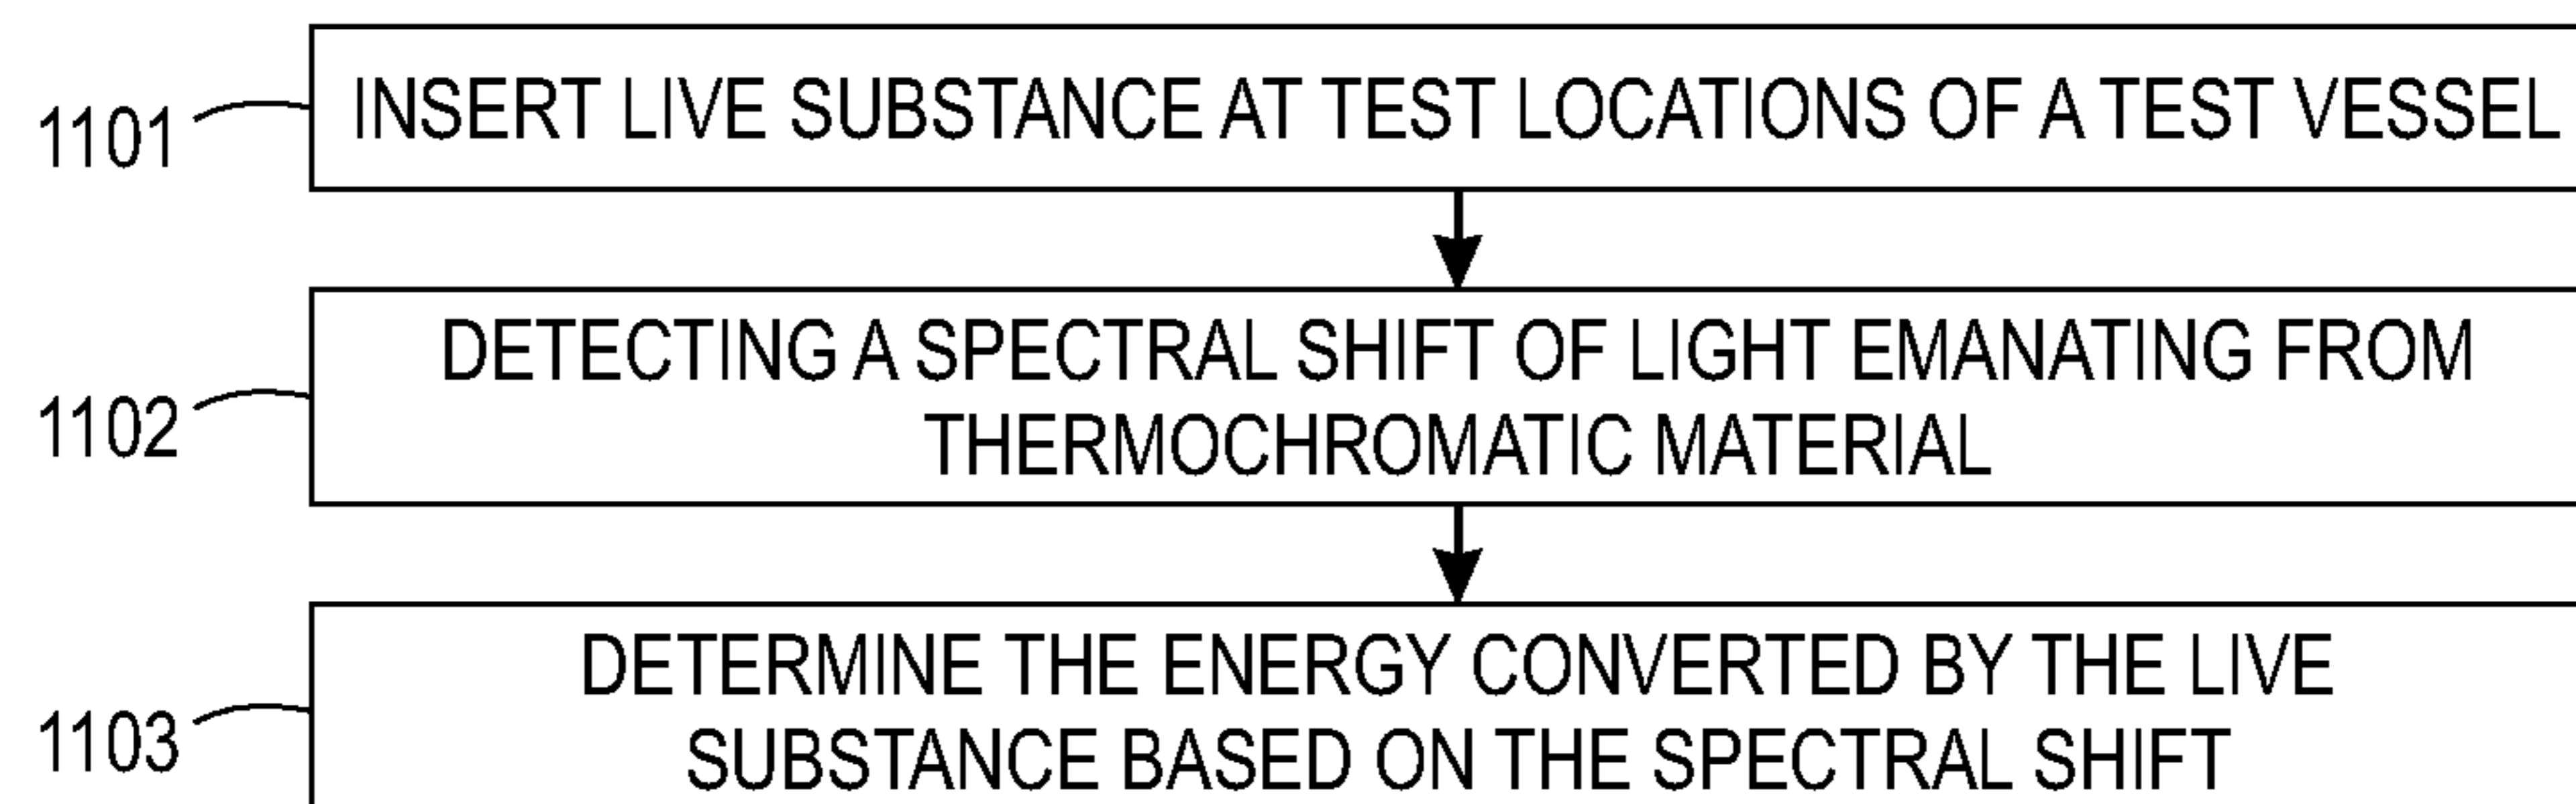 1101 INSERT LIVE SUBSTANCE AT TEST LOCATIONS OF A TEST VESSEL
1102 DETECTING A SPECTRAL SHIFT OF LIGHT EMANATING FROM
THERMOCHROMATIC MATERIAL
1103 DETERMINE THE ENERGY CONVERTED BY THE LIVE
SUBSTANCE BASED ON THE SPECTRAL SHIFT